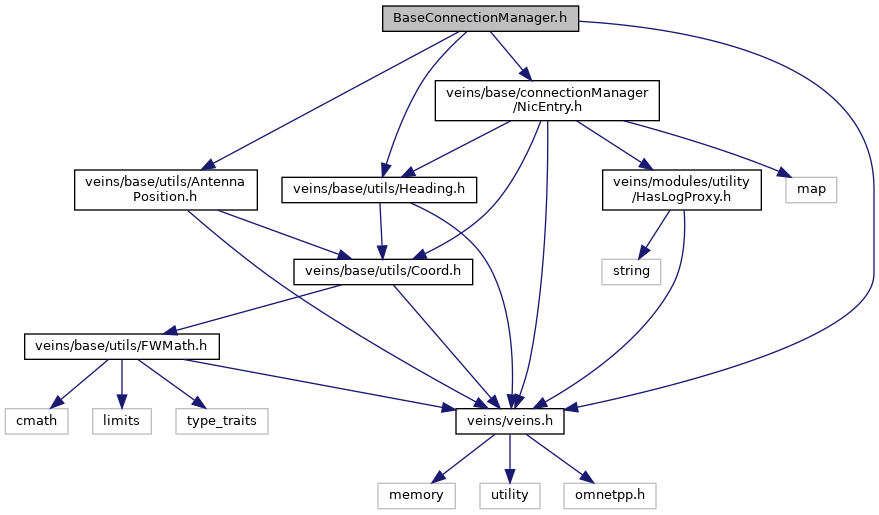 BaseConnectionManager.h
veins/base/connectionManager
/NicEntry.h
veins/base/utils/Antenna
Position.h
veins/base/utils/Heading.h
veins/modules/utility
/HasLogProxy.h
map
veins/base/utils/Coord.h
string
veins/base/utils/FWMath.h
cmath
limits
type_traits
veins/veins.h
memory
utility
omnetpp.h